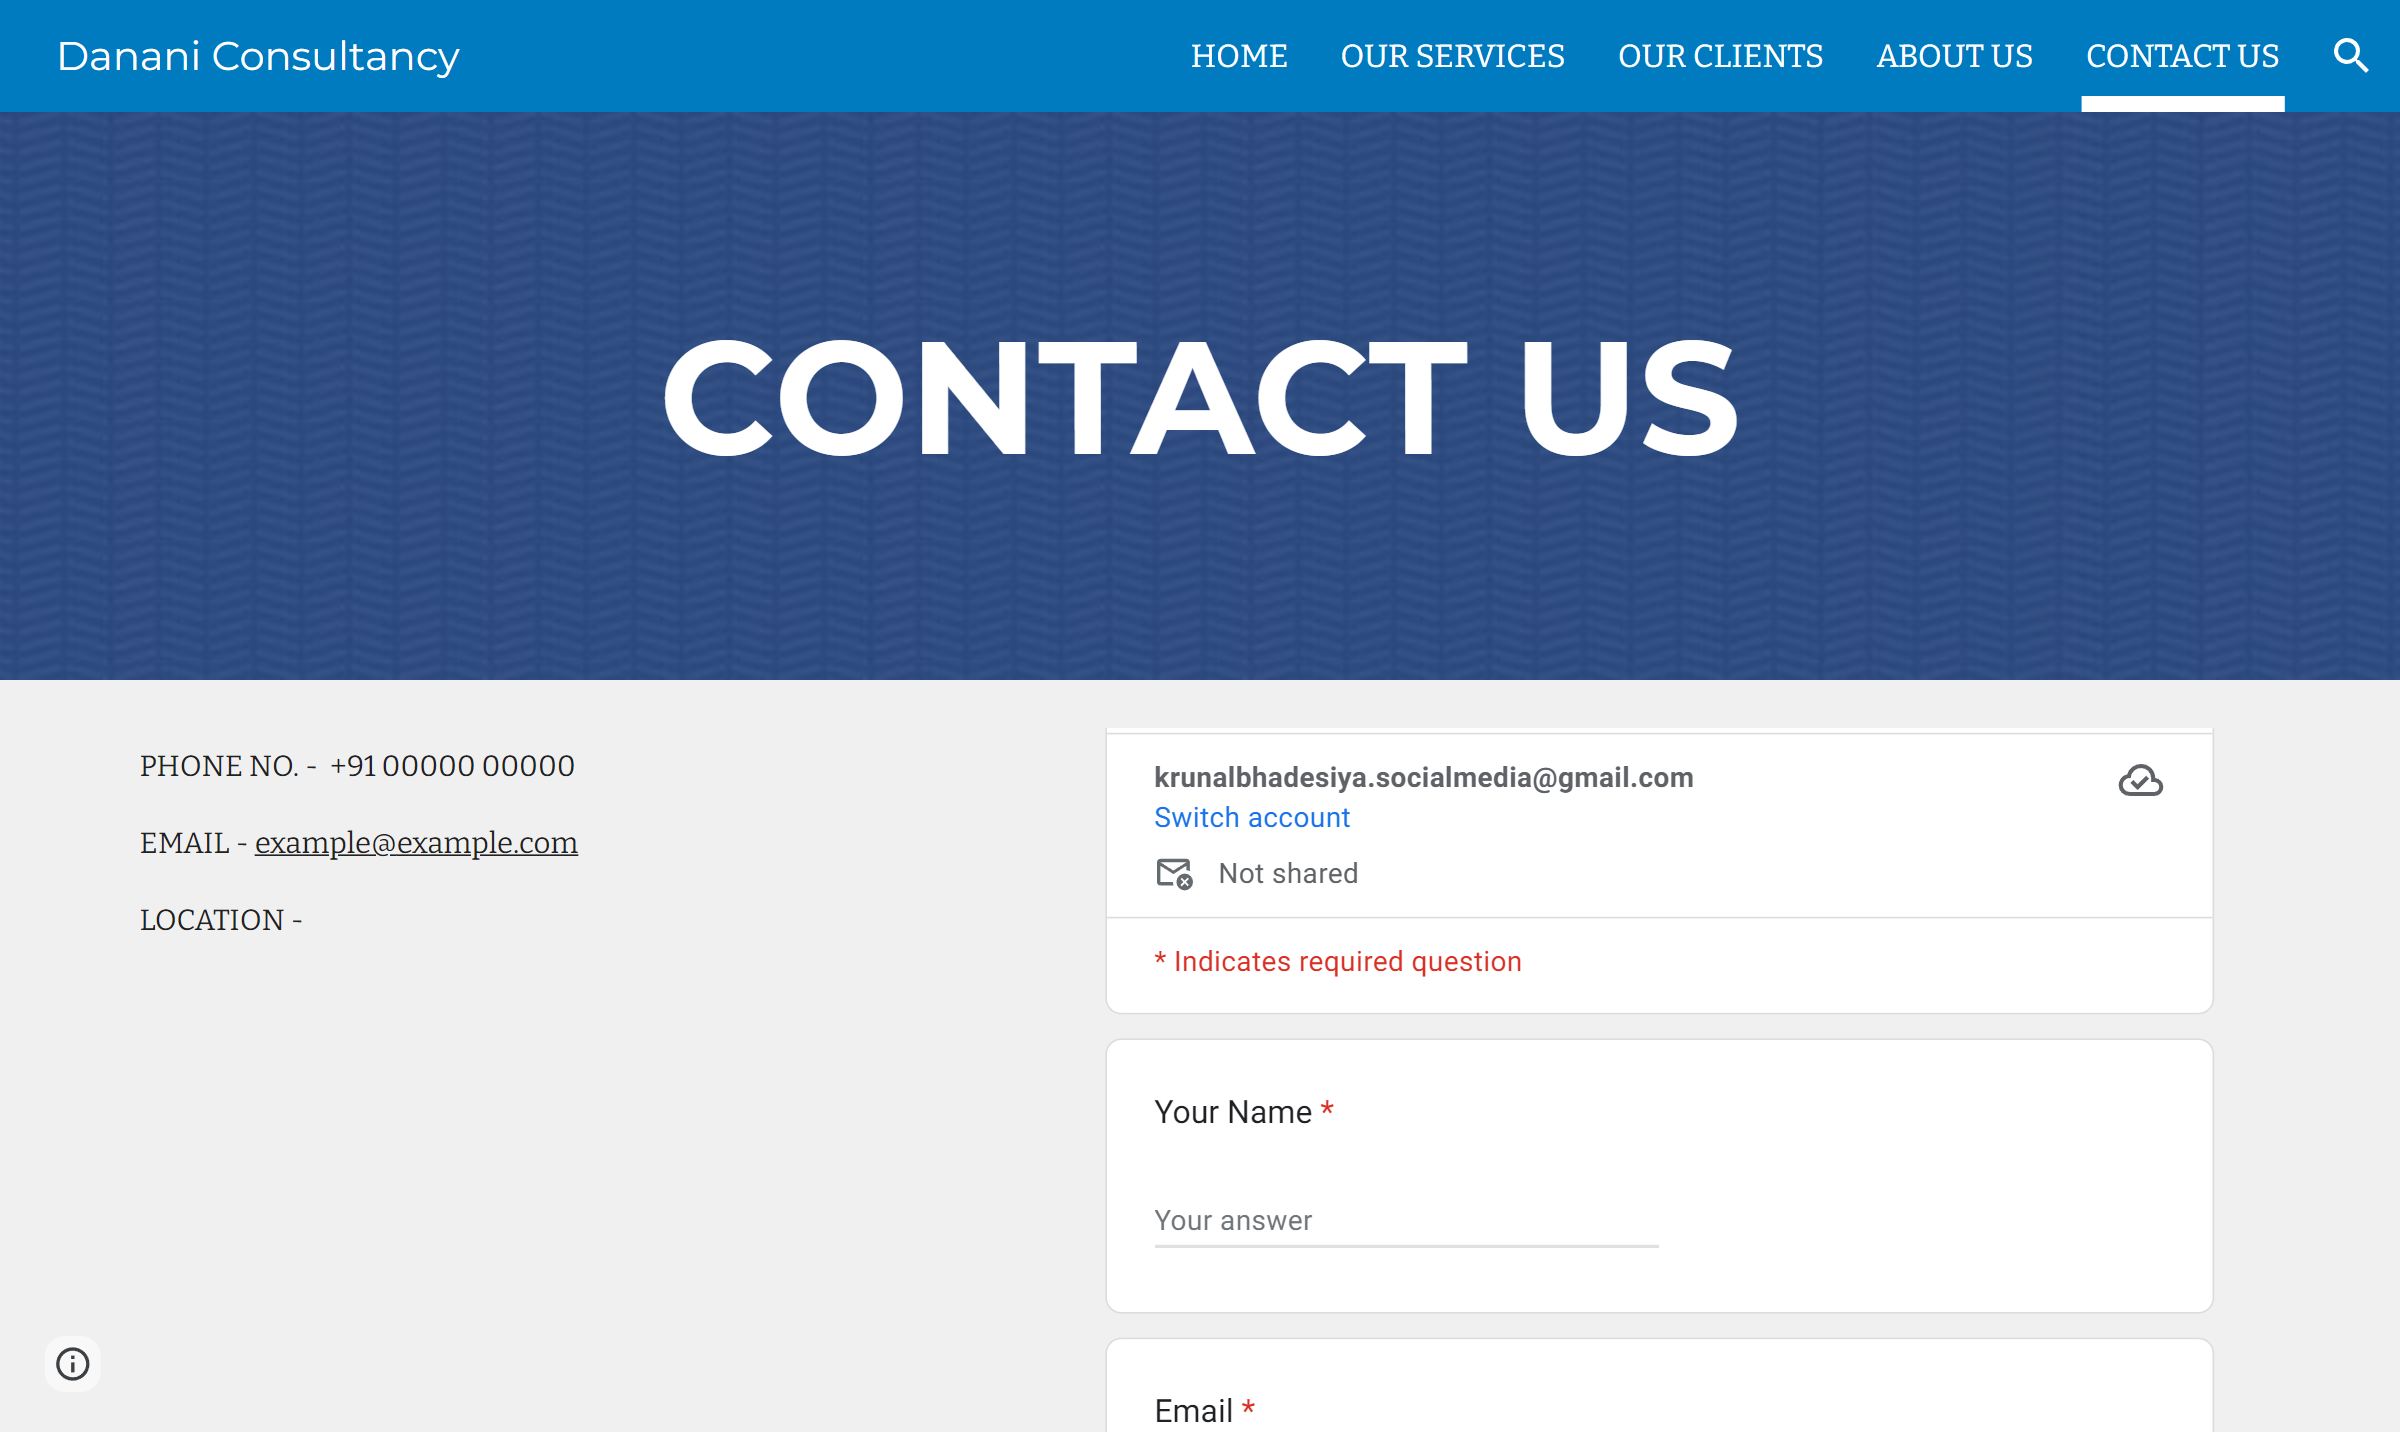 Danani Consultancy
HOME
OUR SERVICES
OUR CLIENTS
ABOUT US
CONTACT US
CONTACT US
PHONE NO. - +91 00000 00000
EMAIL - example@example.com
LOCATION -
krunalbhadesiya.socialmedia@gmail.com
Switch account
Not shared
* Indicates required question
Your Name *
Your answer
Email *